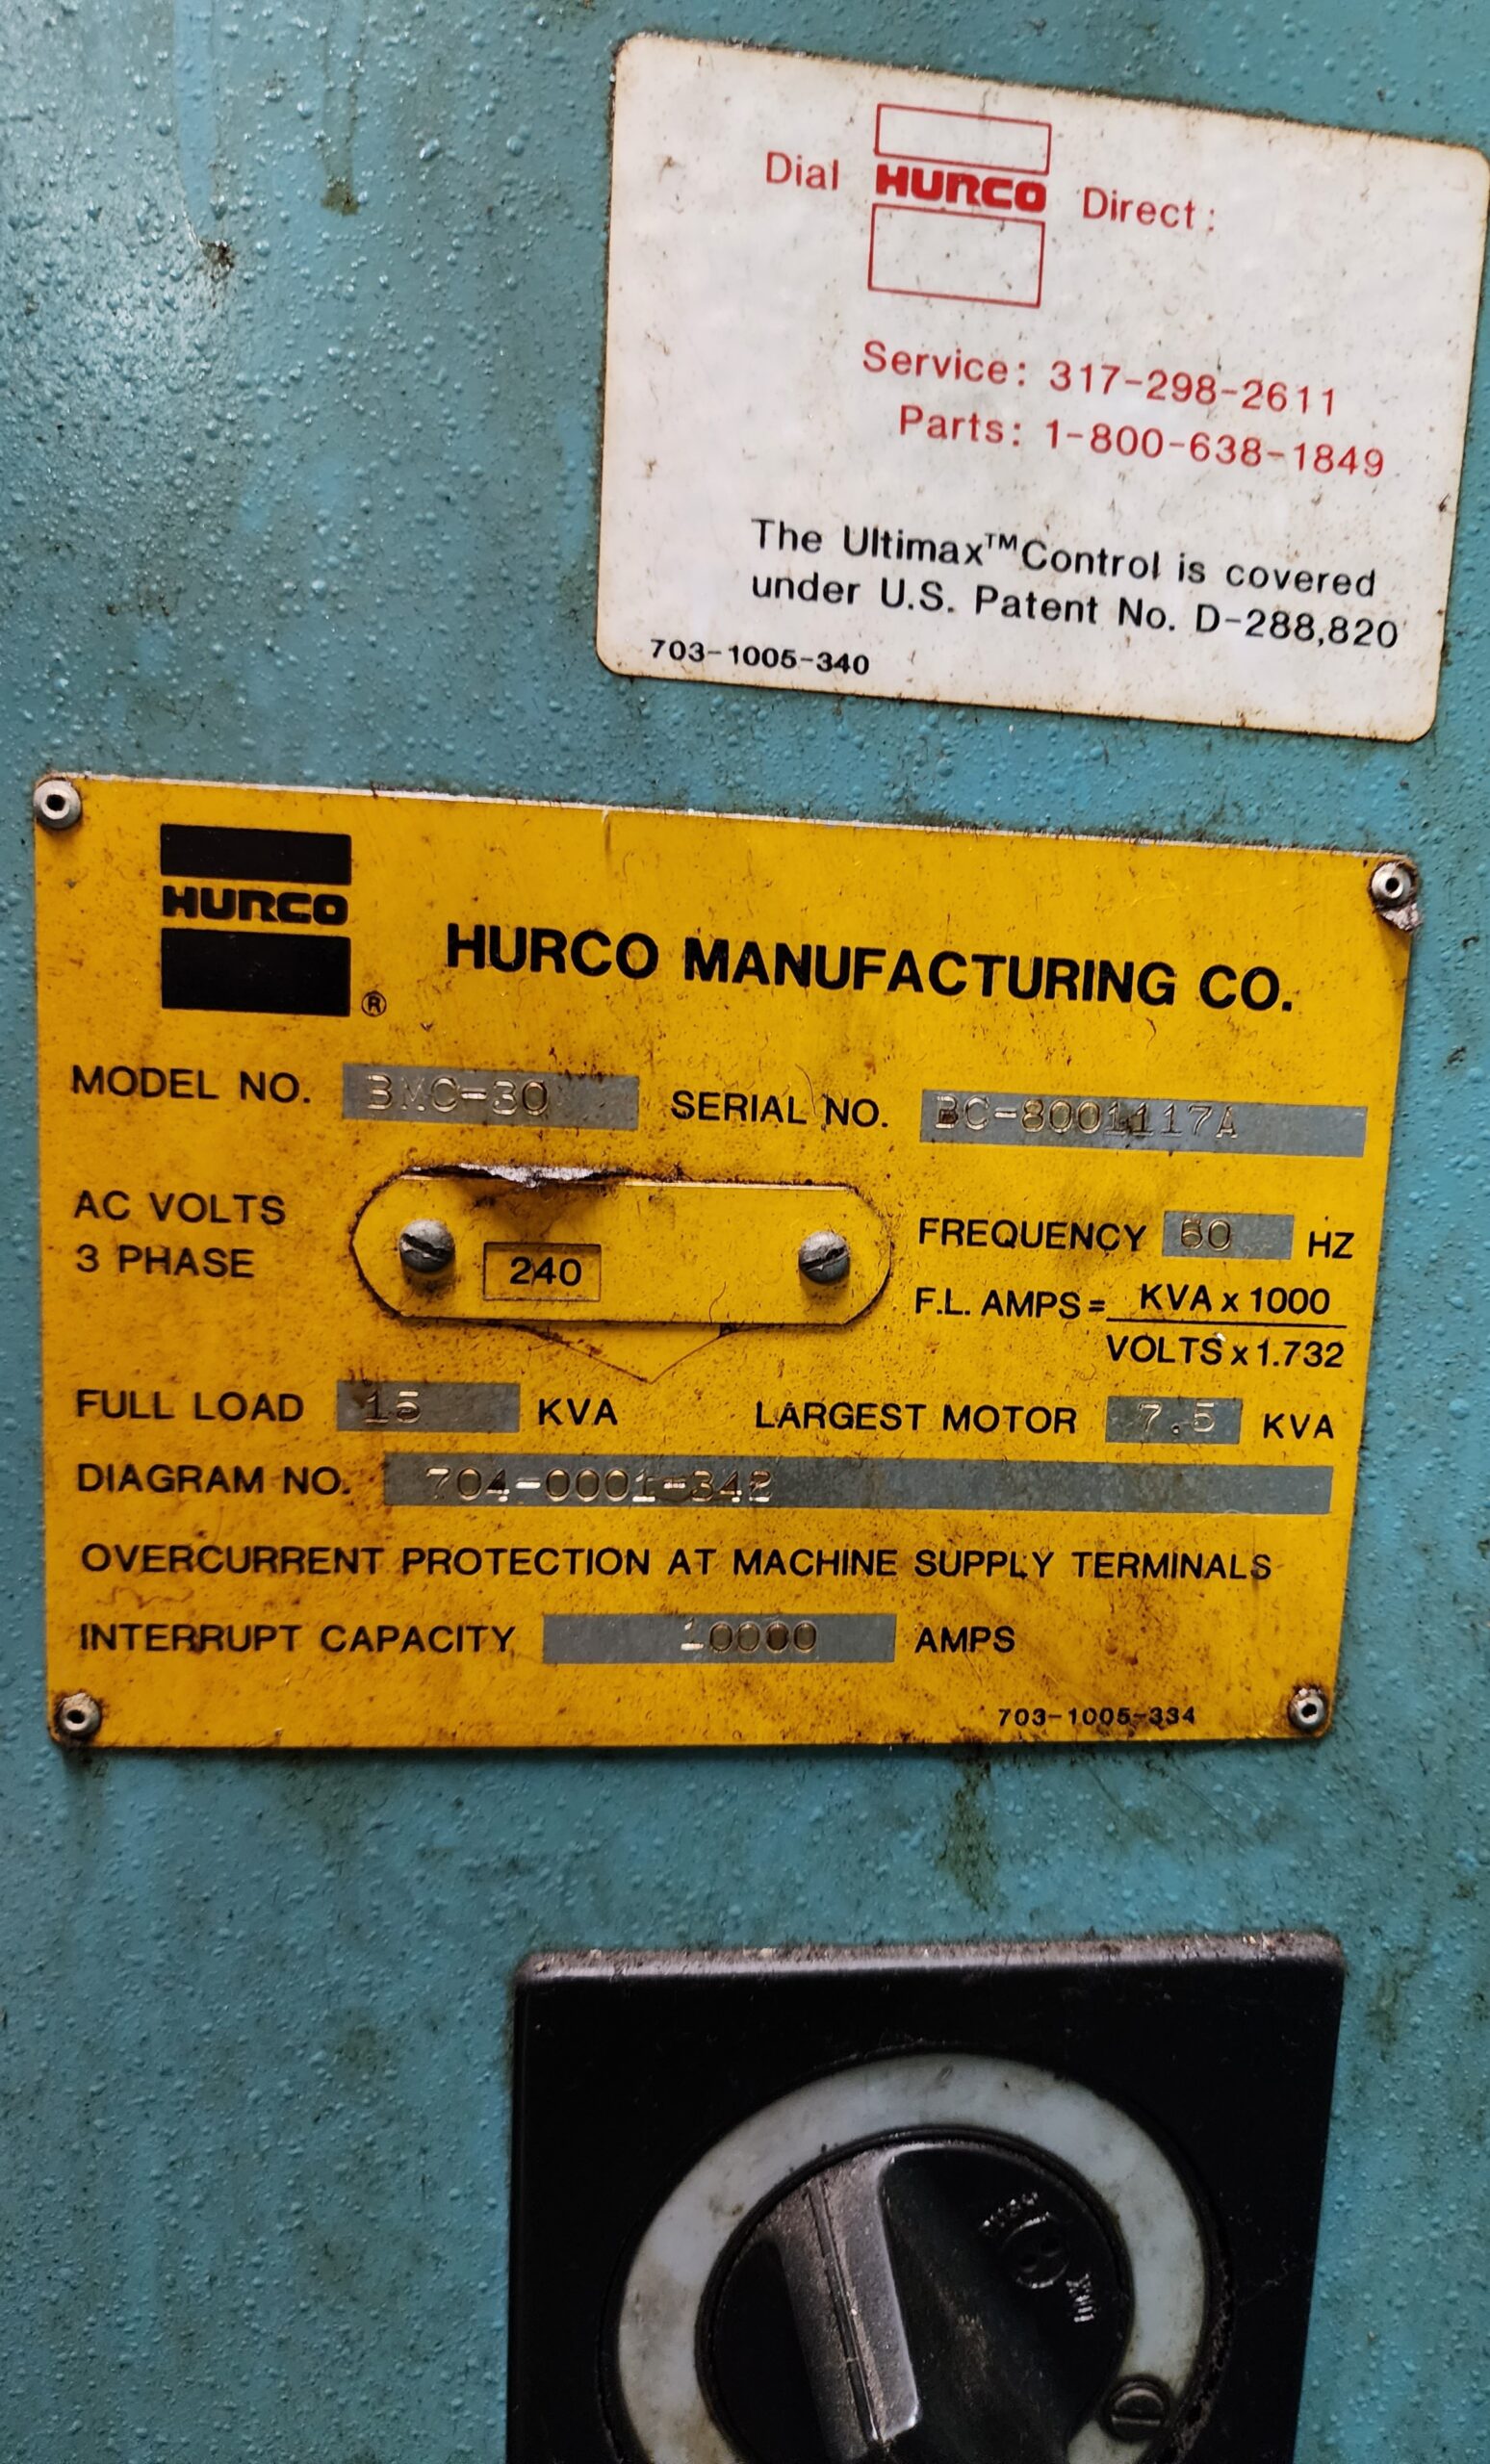 Dial HURCO Direct:
Service: 317-298-2611
Parts: 1-800-638-1849
The Ultimax™ Control is covered
under U.S. Patent No. D-288,820
703-1005-340
HURCO
®
HURCO MANUFACTURING CO.
MODEL NO. BMC-30 SERIAL NO. BC-8001117A
AC VOLTS
3 PHASE
240
FREQUENCY 60 HZ
F.L. AMPS = KVA x 1000
VOLTS x 1.732
FULL LOAD 15 KVA LARGEST MOTOR 7.5 KVA
DIAGRAM NO. 704-0001-342
OVERCURRENT PROTECTION AT MACHINE SUPPLY TERMINALS
INTERRUPT CAPACITY 10000 AMPS
703-1005-334